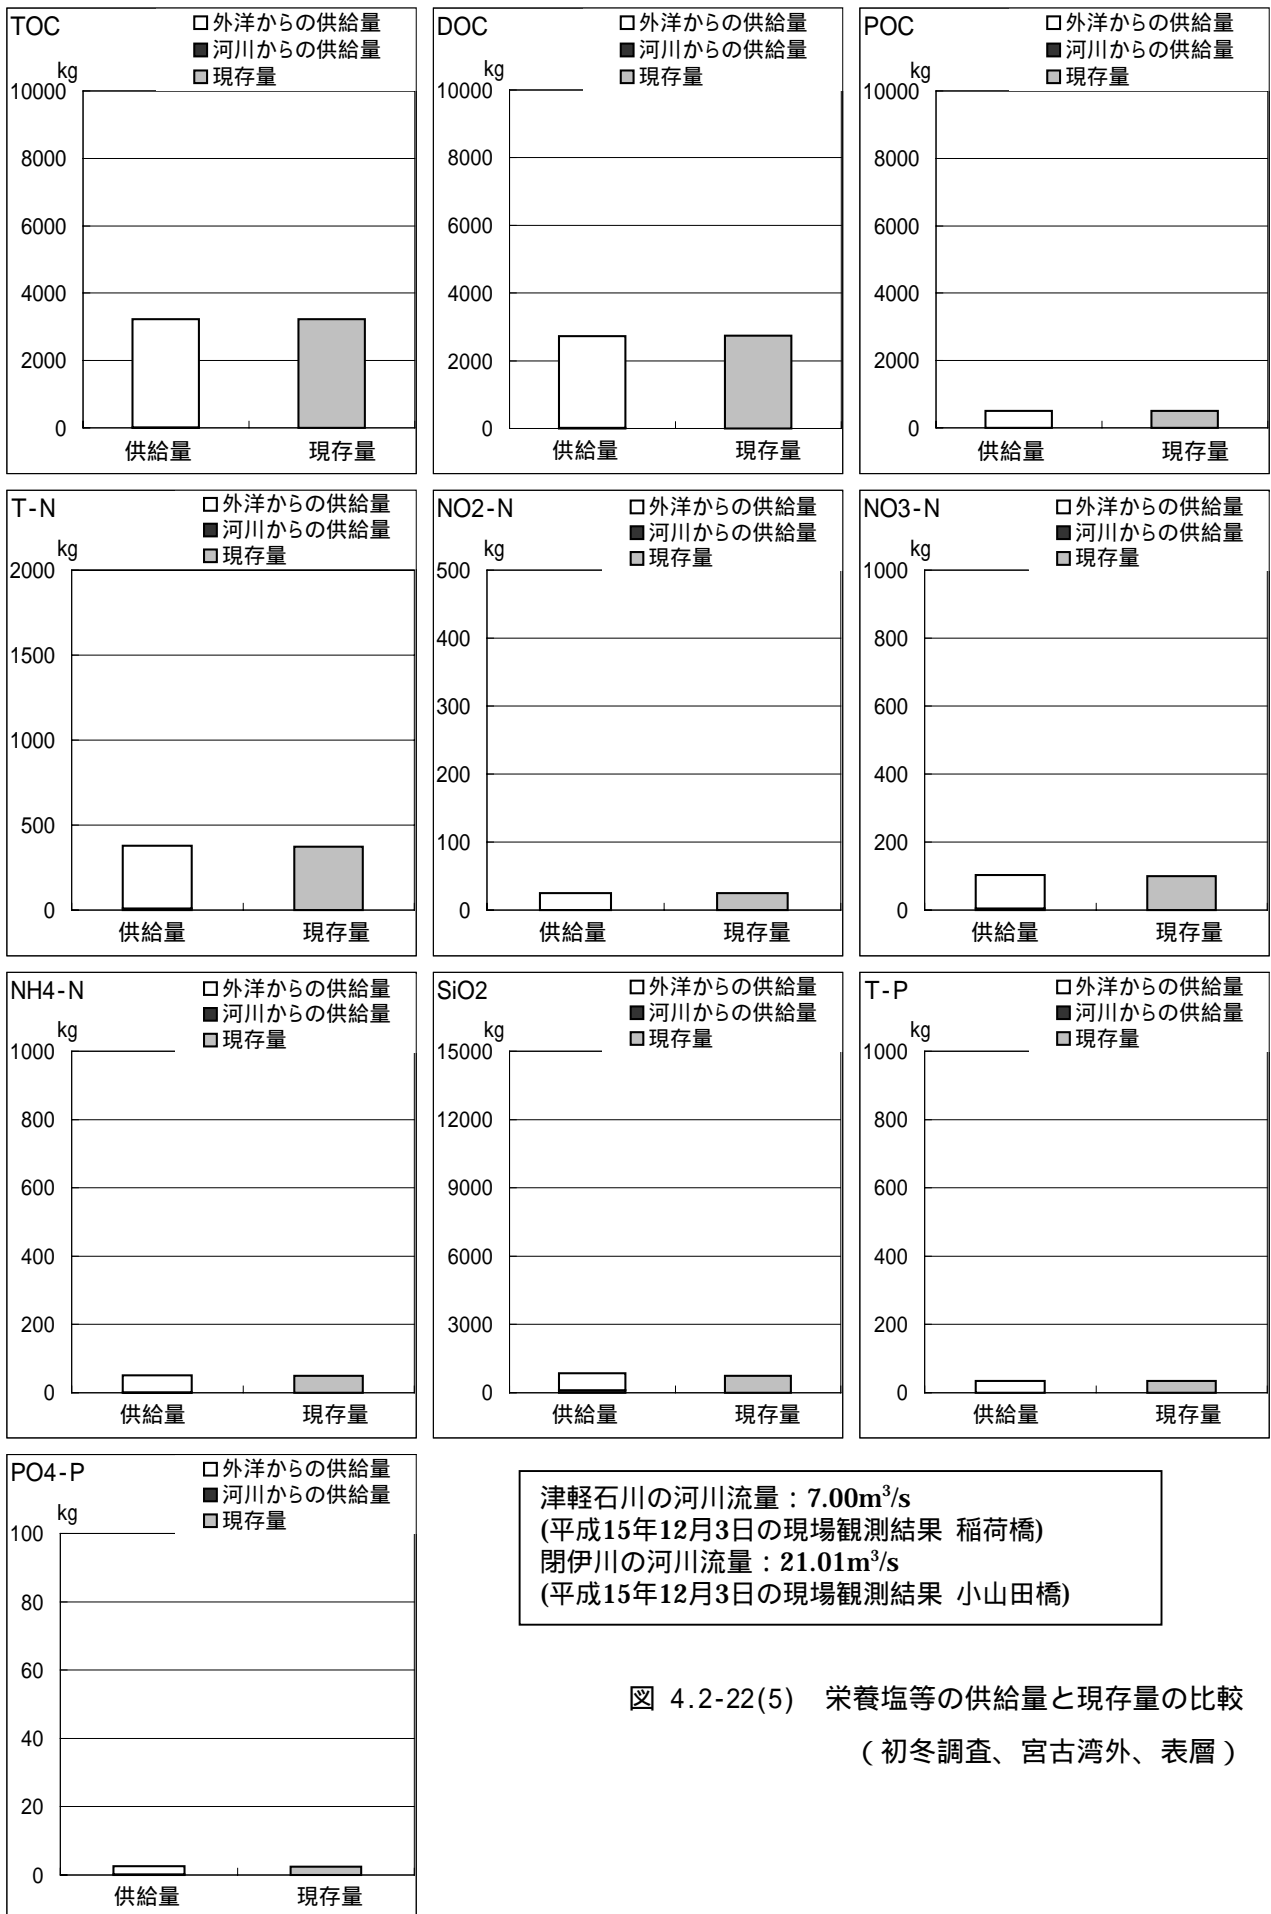 TOC
□外洋からの供給量
■河川からの供給量
■現存量
kg
10000
8000
6000
4000
2000
0
供給量 現存量
DOC
□外洋からの供給量
■河川からの供給量
■現存量
kg
10000
8000
6000
4000
2000
0
供給量 現存量
POC
□外洋からの供給量
■河川からの供給量
■現存量
kg
10000
8000
6000
4000
2000
0
供給量 現存量
T-N
□外洋からの供給量
■河川からの供給量
■現存量
kg
2000
1500
1000
500
0
供給量 現存量
NO2-N
□外洋からの供給量
■河川からの供給量
■現存量
kg
500
400
300
200
100
0
供給量 現存量
NO3-N
□外洋からの供給量
■河川からの供給量
■現存量
kg
1000
800
600
400
200
0
供給量 現存量
NH4-N
□外洋からの供給量
■河川からの供給量
■現存量
kg
1000
800
600
400
200
0
供給量 現存量
SiO2
□外洋からの供給量
■河川からの供給量
■現存量
kg
15000
12000
9000
6000
3000
0
供給量 現存量
T-P
□外洋からの供給量
■河川からの供給量
■現存量
kg
1000
800
600
400
200
0
供給量 現存量
PO4-P
□外洋からの供給量
■河川からの供給量
■現存量
kg
100
80
60
40
20
0
供給量 現存量
津軽石川の河川流量：7.00m³/s
(平成15年12月3日の現場観測結果 稲荷橋)
閉伊川の河川流量：21.01m³/s
(平成15年12月3日の現場観測結果 小山田橋)
図 4.2-22(5) 栄養塩等の供給量と現存量の比較
（初冬調査、宮古湾外、表層）